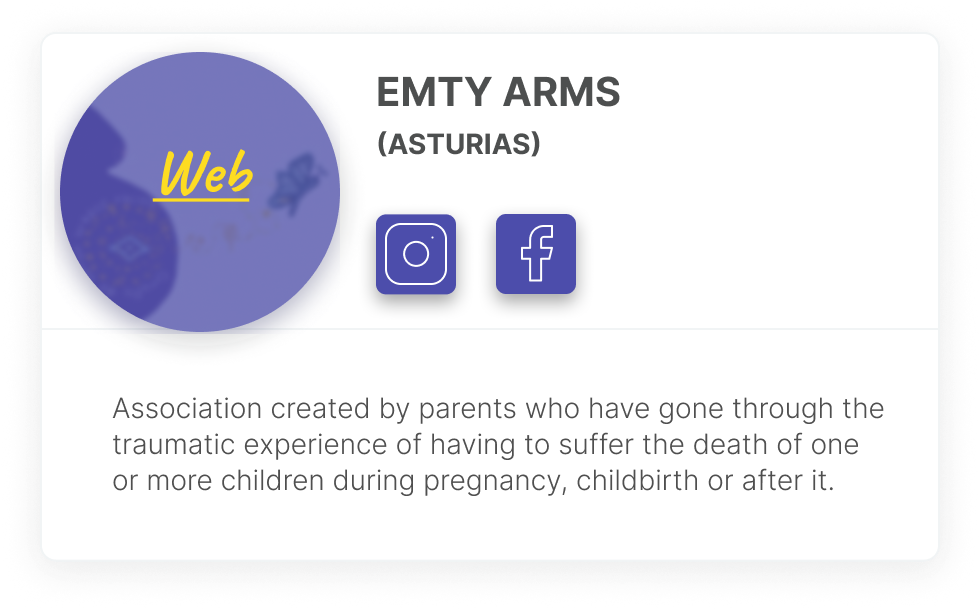 Web
EMTY ARMS
(ASTURIAS)
Association created by parents who have gone through the
traumatic experience of having to suffer the death of one
or more children during pregnancy, childbirth or after it.